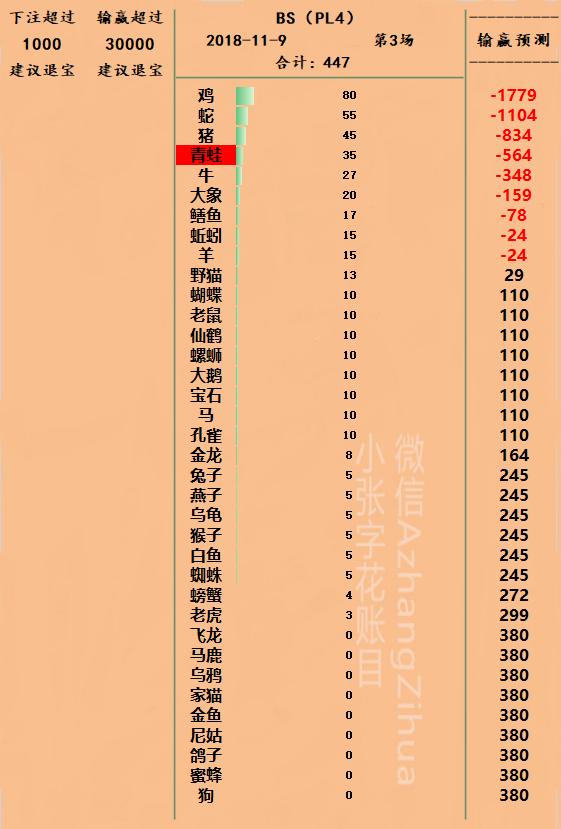 下注超过 输赢超过 BS（PL4） -----------
1000 30000 2018-11-9 第3场 输赢预测
建议退宝 建议退宝 合计：447 -----------
鸡 80 -1779
蛇 55 -1104
猪 45 -834
青蛙 35 -564
牛 27 -348
大象 20 -159
鳝鱼 17 -78
蚯蚓 15 -24
羊 15 -24
野猫 13 29
蝴蝶 10 110
老鼠 10 110
仙鹤 10 110
螺蛳 10 110
大鹅 10 110
宝石 10 110
马 10 110
孔雀 10 110
金龙 8 164
兔子 5 245
燕子 5 245
乌龟 5 245
猴子 5 245
白鱼 5 245
蜘蛛 5 245
螃蟹 4 272
老虎 3 299
飞龙 0 380
马鹿 0 380
乌鸦 0 380
家猫 0 380
金鱼 0 380
尼姑 0 380
鸽子 0 380
蜜蜂 0 380
狗 0 380
微信AzhangZihua
小张字花账目